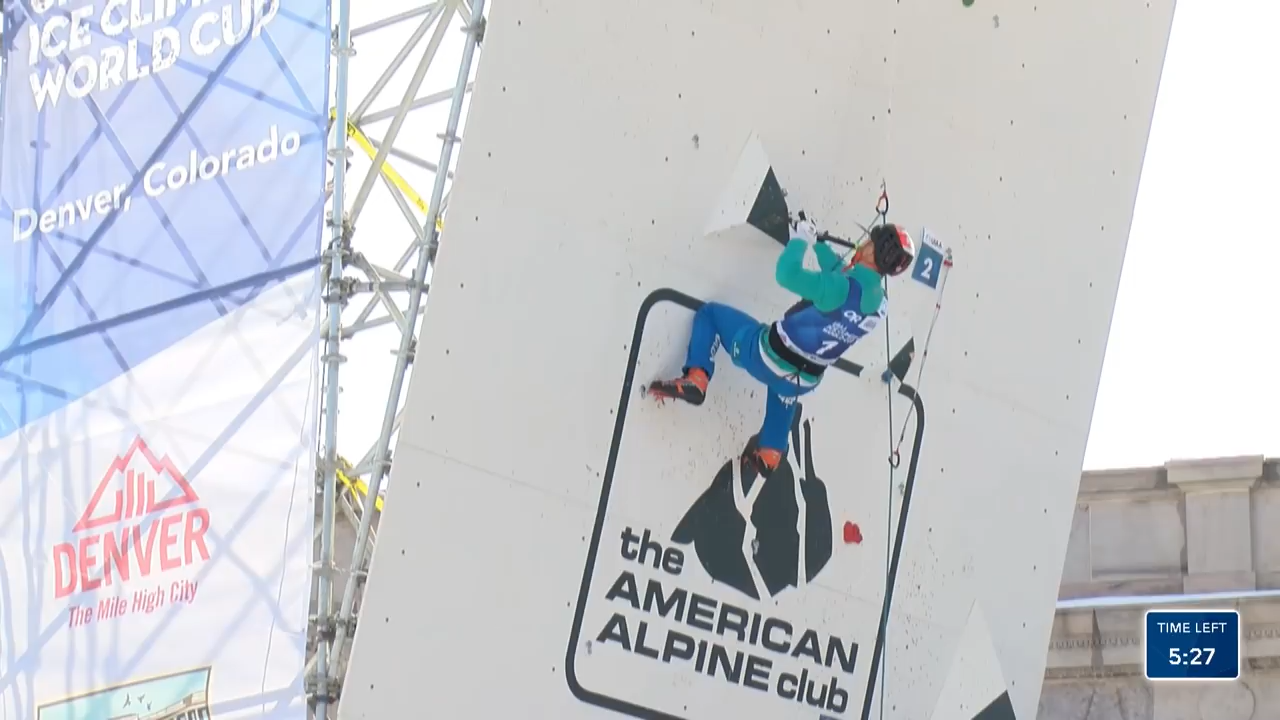 ICE CLIMBING
WORLD CUP
Denver, Colorado
DENVER
The Mile High City
2
1
the
AMERICAN
ALPINE club
TIME LEFT
5:27